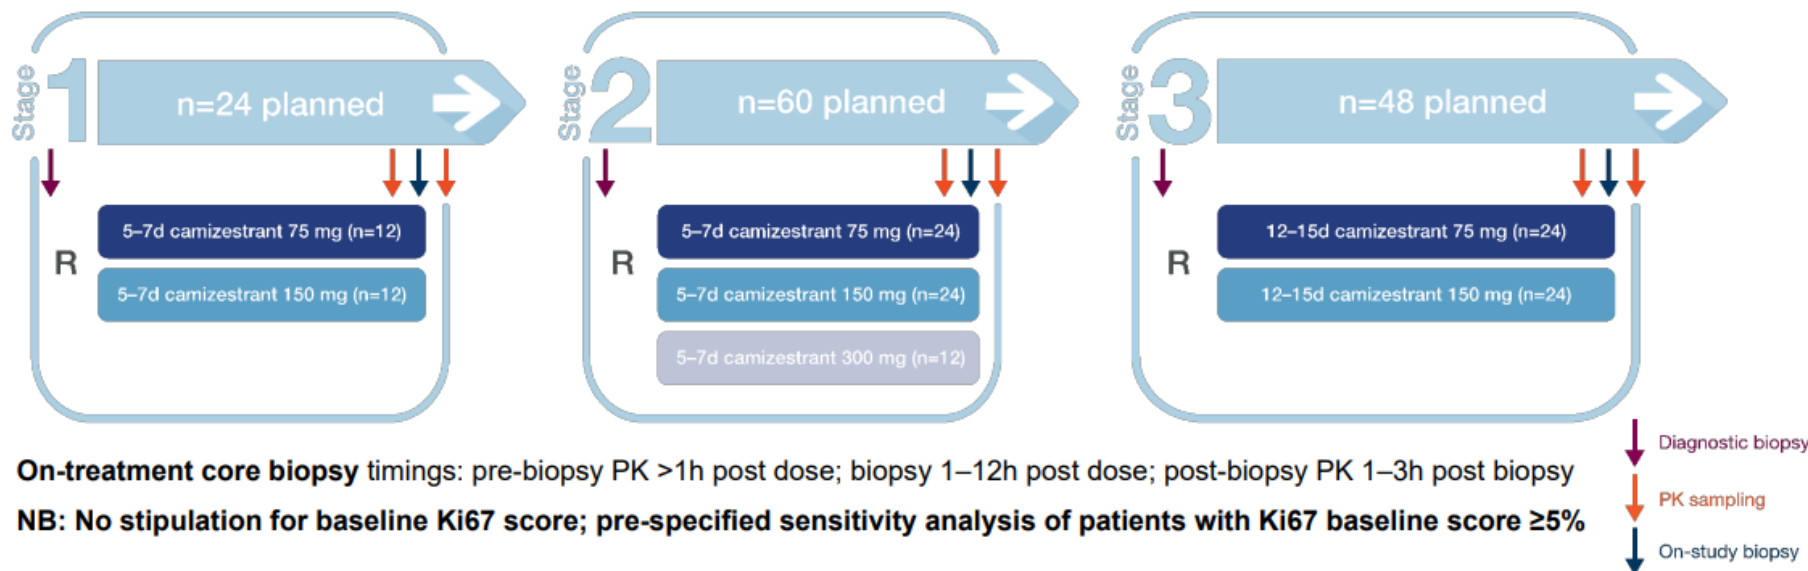 Stage 1
n=24 planned
R
5–7d camizestrant 75 mg (n=12)
5–7d camizestrant 150 mg (n=12)
Stage 2
n=60 planned
R
5–7d camizestrant 75 mg (n=24)
5–7d camizestrant 150 mg (n=24)
5–7d camizestrant 300 mg (n=12)
Stage 3
n=48 planned
R
12–15d camizestrant 75 mg (n=24)
12–15d camizestrant 150 mg (n=24)
On-treatment core biopsy timings: pre-biopsy PK >1h post dose; biopsy 1–12h post dose; post-biopsy PK 1–3h post biopsy
NB: No stipulation for baseline Ki67 score; pre-specified sensitivity analysis of patients with Ki67 baseline score ≥5%
Diagnostic biopsy
PK sampling
On-study biopsy